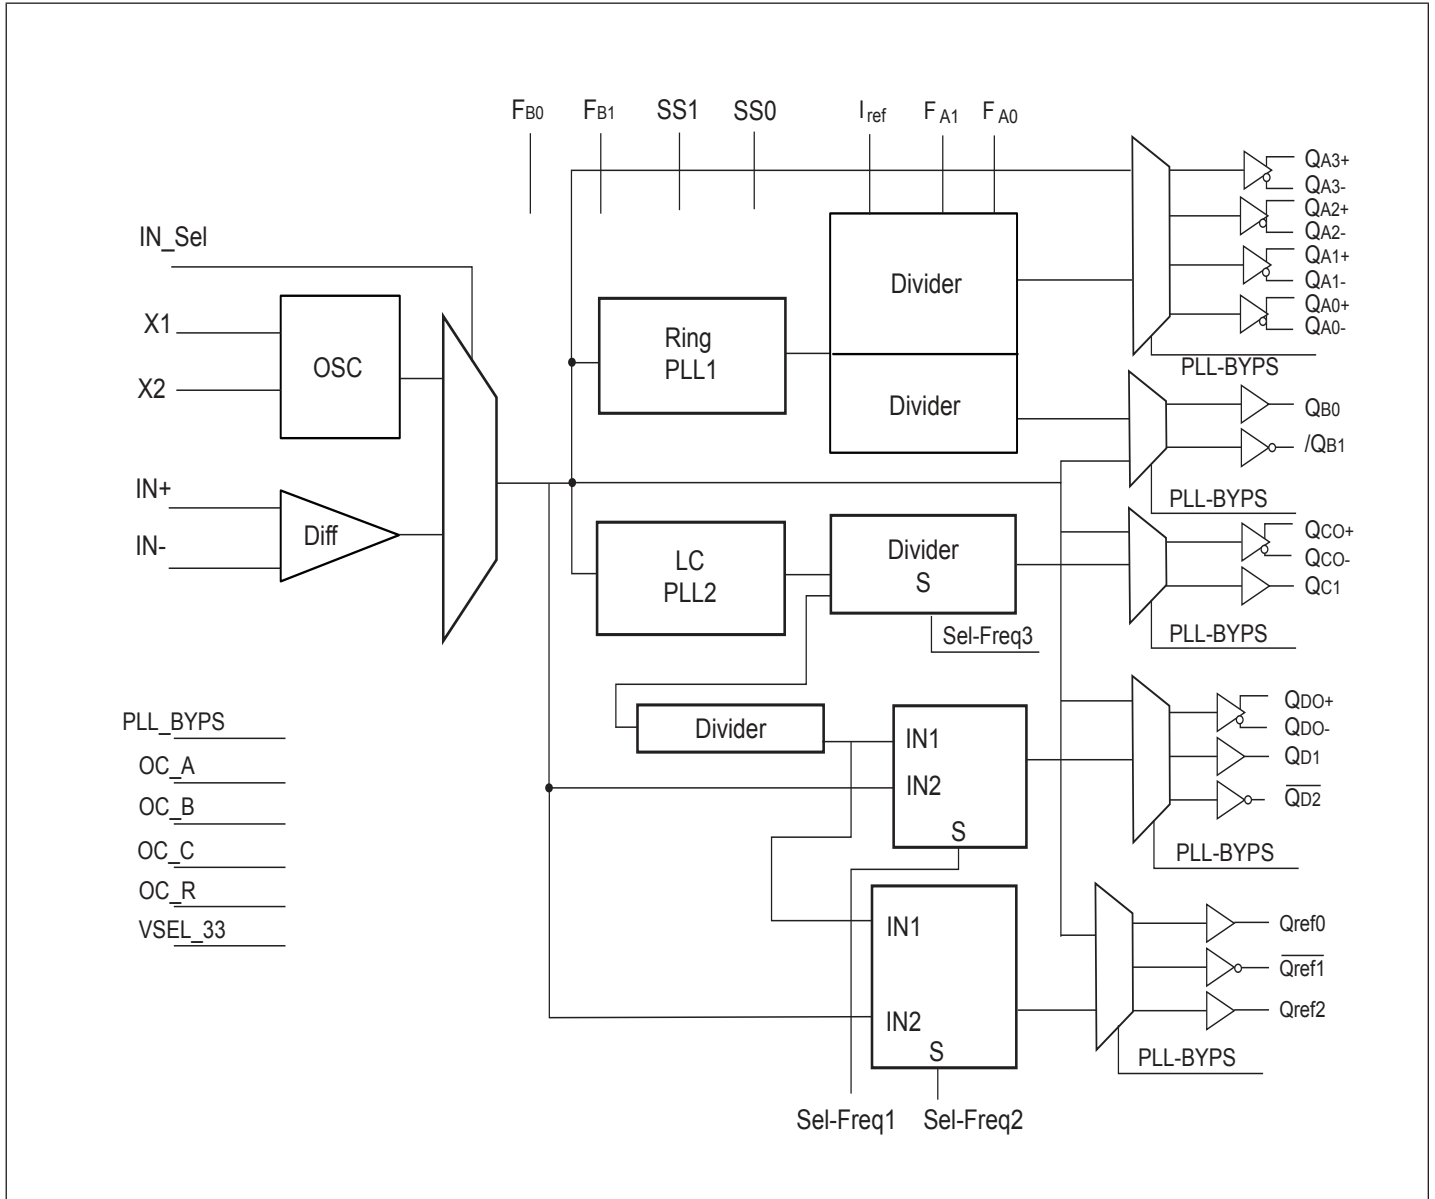 FB0 FB1 SS1 SS0 Iref FA1 FA0
IN_Sel
X1
X2
OSC
IN+
IN-
Diff
Ring
PLL1
Divider
Divider
LC
PLL2
Divider
S
Sel-Freq3
Divider
IN1
IN2
S
IN1
IN2
S
Sel-Freq1 Sel-Freq2
QA3+
QA3-
QA2+
QA2-
QA1+
QA1-
QA0+
QA0-
PLL-BYPS
QB0
/QB1
PLL-BYPS
QCO+
QCO-
QC1
PLL-BYPS
QDO+
QDO-
QD1
Q̅D̅2̅
PLL-BYPS
Qref0
Q̅r̅e̅f̅1̅
Qref2
PLL-BYPS
PLL_BYPS
OC_A
OC_B
OC_C
OC_R
VSEL_33